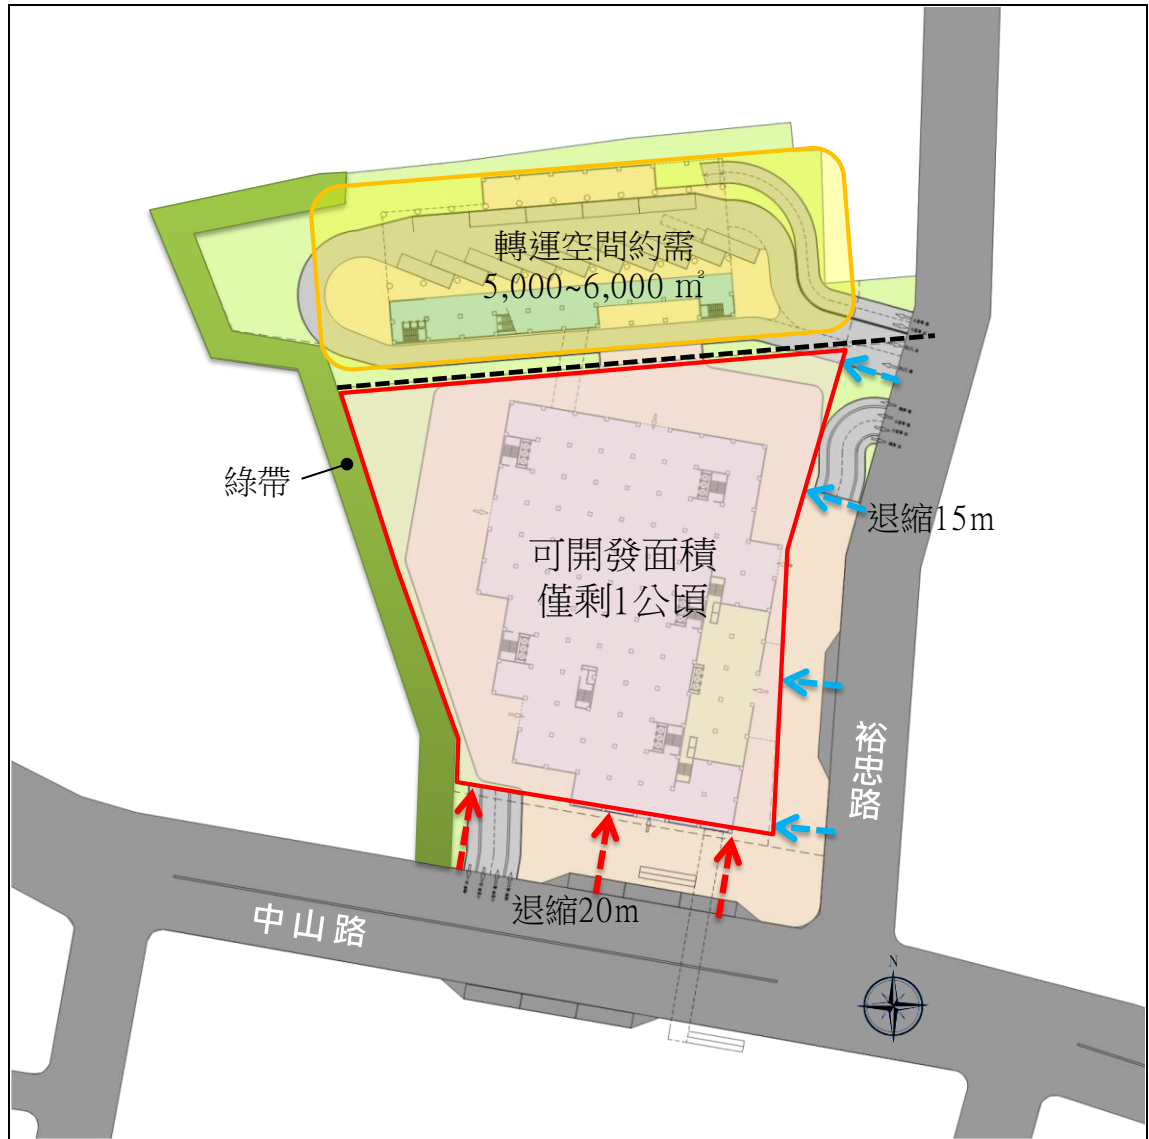 轉運空間約需
5,000~6,000 ㎡
綠帶
退縮15m
可開發面積
僅剩1公頃
裕忠路
退縮20m
中山路
N